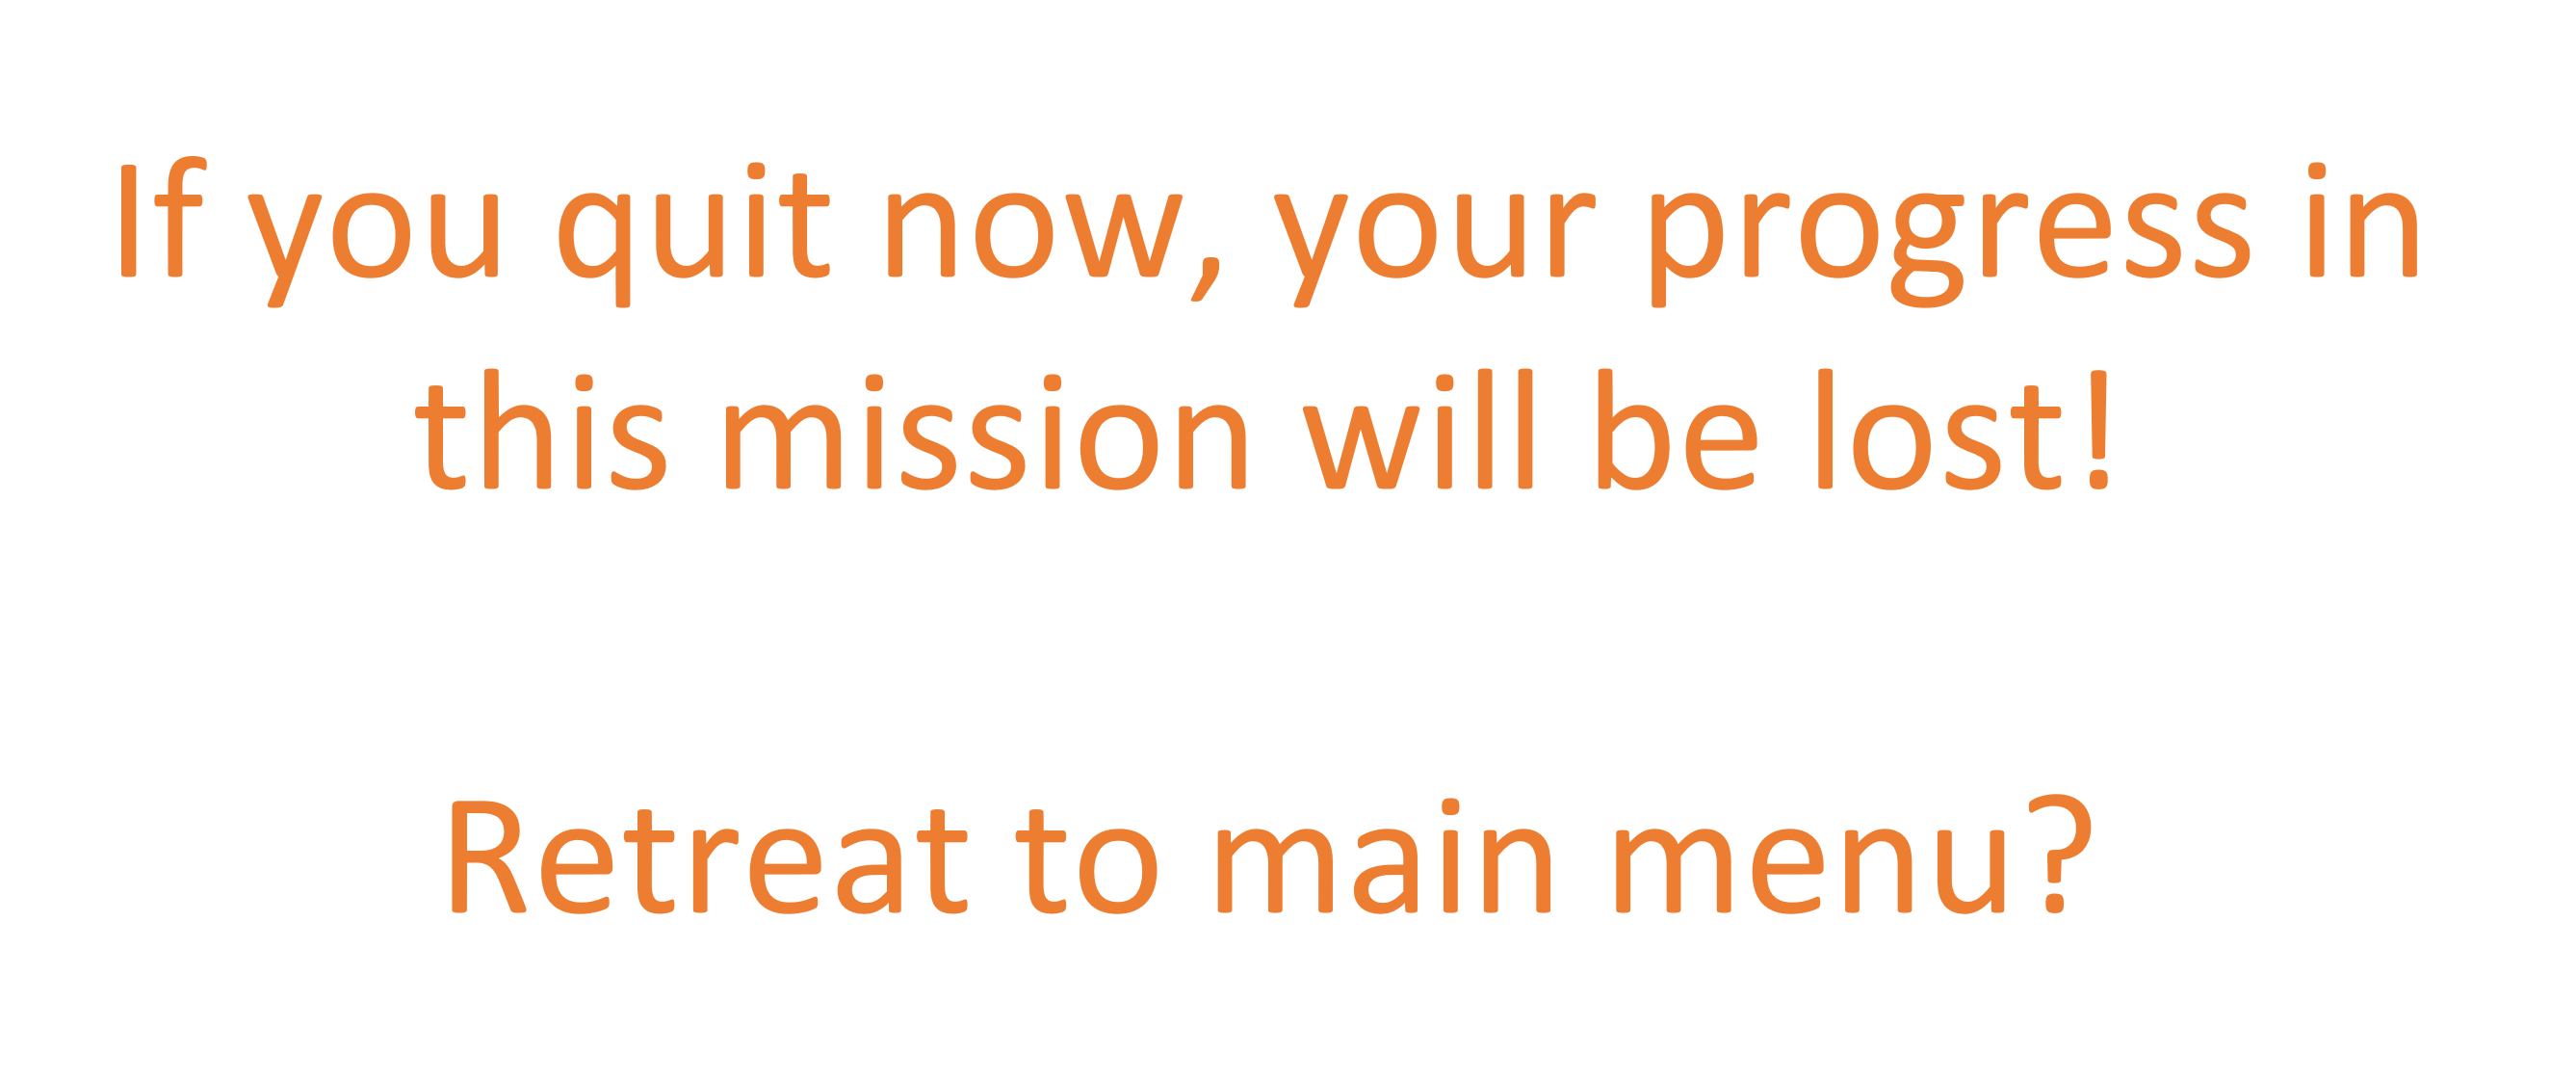 If you quit now, your progress in
this mission will be lost!
Retreat to main menu?